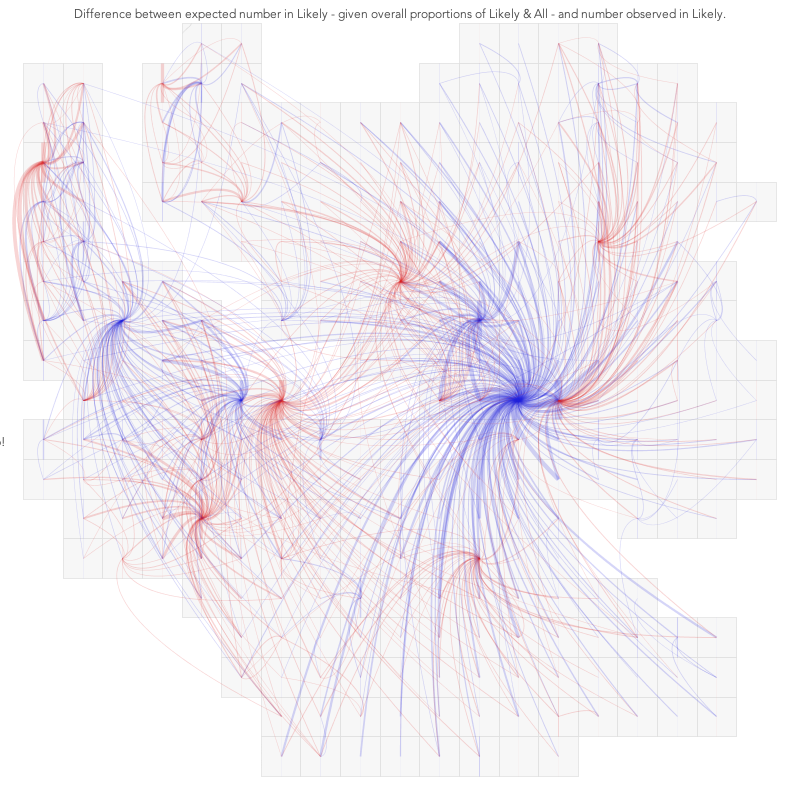 Difference between expected number in Likely - given overall proportions of Likely & All - and number observed in Likely.